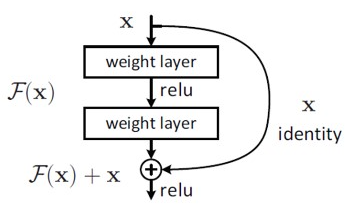 x
weight layer
relu
F(x)
x
identity
weight layer
F(x) + x
relu